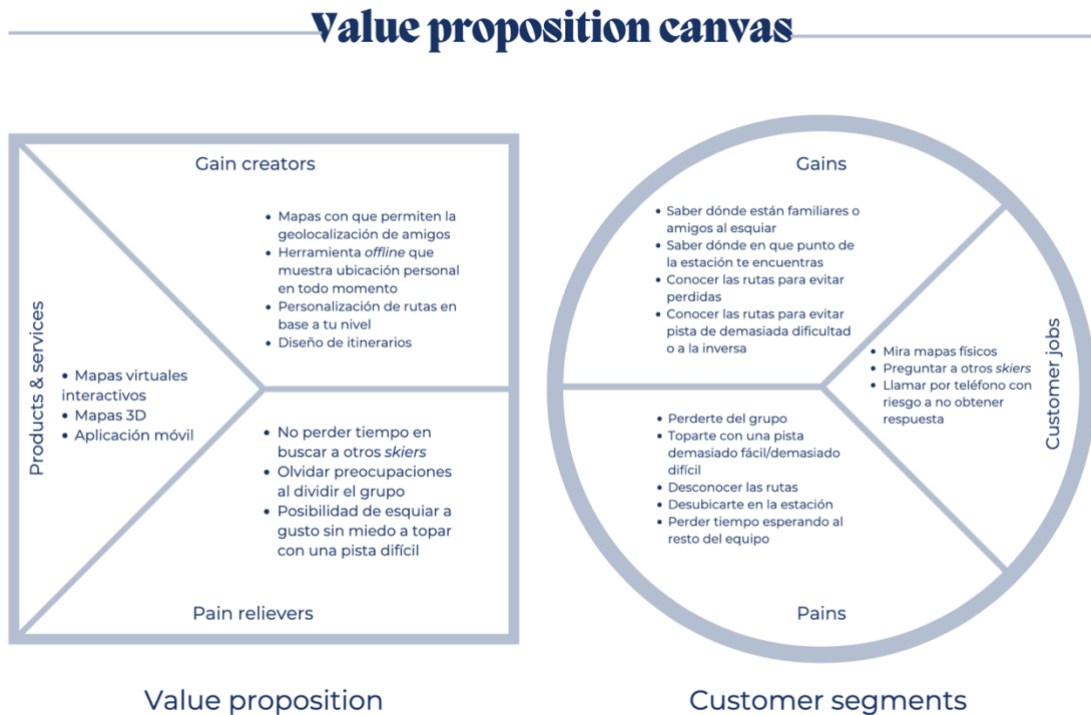 Value proposition canvas
Gain creators
• Mapas con que permiten la
geolocalización de amigos
• Herramienta offline que
muestra ubicación personal
en todo momento
• Personalización de rutas en
base a tu nivel
• Diseño de itinerarios
Products & services
• Mapas virtuales
interactivos
• Mapas 3D
• Aplicación móvil
• No perder tiempo en
buscar a otros skiers
• Olvidar preocupaciones
al dividir el grupo
• Posibilidad de esquiar a
gusto sin miedo a topar
con una pista difícil
Pain relievers
Value proposition
Gains
• Saber dónde están familiares o
amigos al esquiar
• Saber dónde en que punto de
la estación te encuentras
• Conocer las rutas para evitar
perdidas
• Conocer las rutas para evitar
pista de demasiada dificultad
o a la inversa
• Mira mapas físicos
• Preguntar a otros skiers
• Llamar por teléfono con
riesgo a no obtener
respuesta
Customer jobs
• Perderte del grupo
• Toparte con una pista
demasiado fácil/demasiado
difícil
• Desconocer las rutas
• Desubicarte en la estación
• Perder tiempo esperando al
resto del equipo
Pains
Customer segments